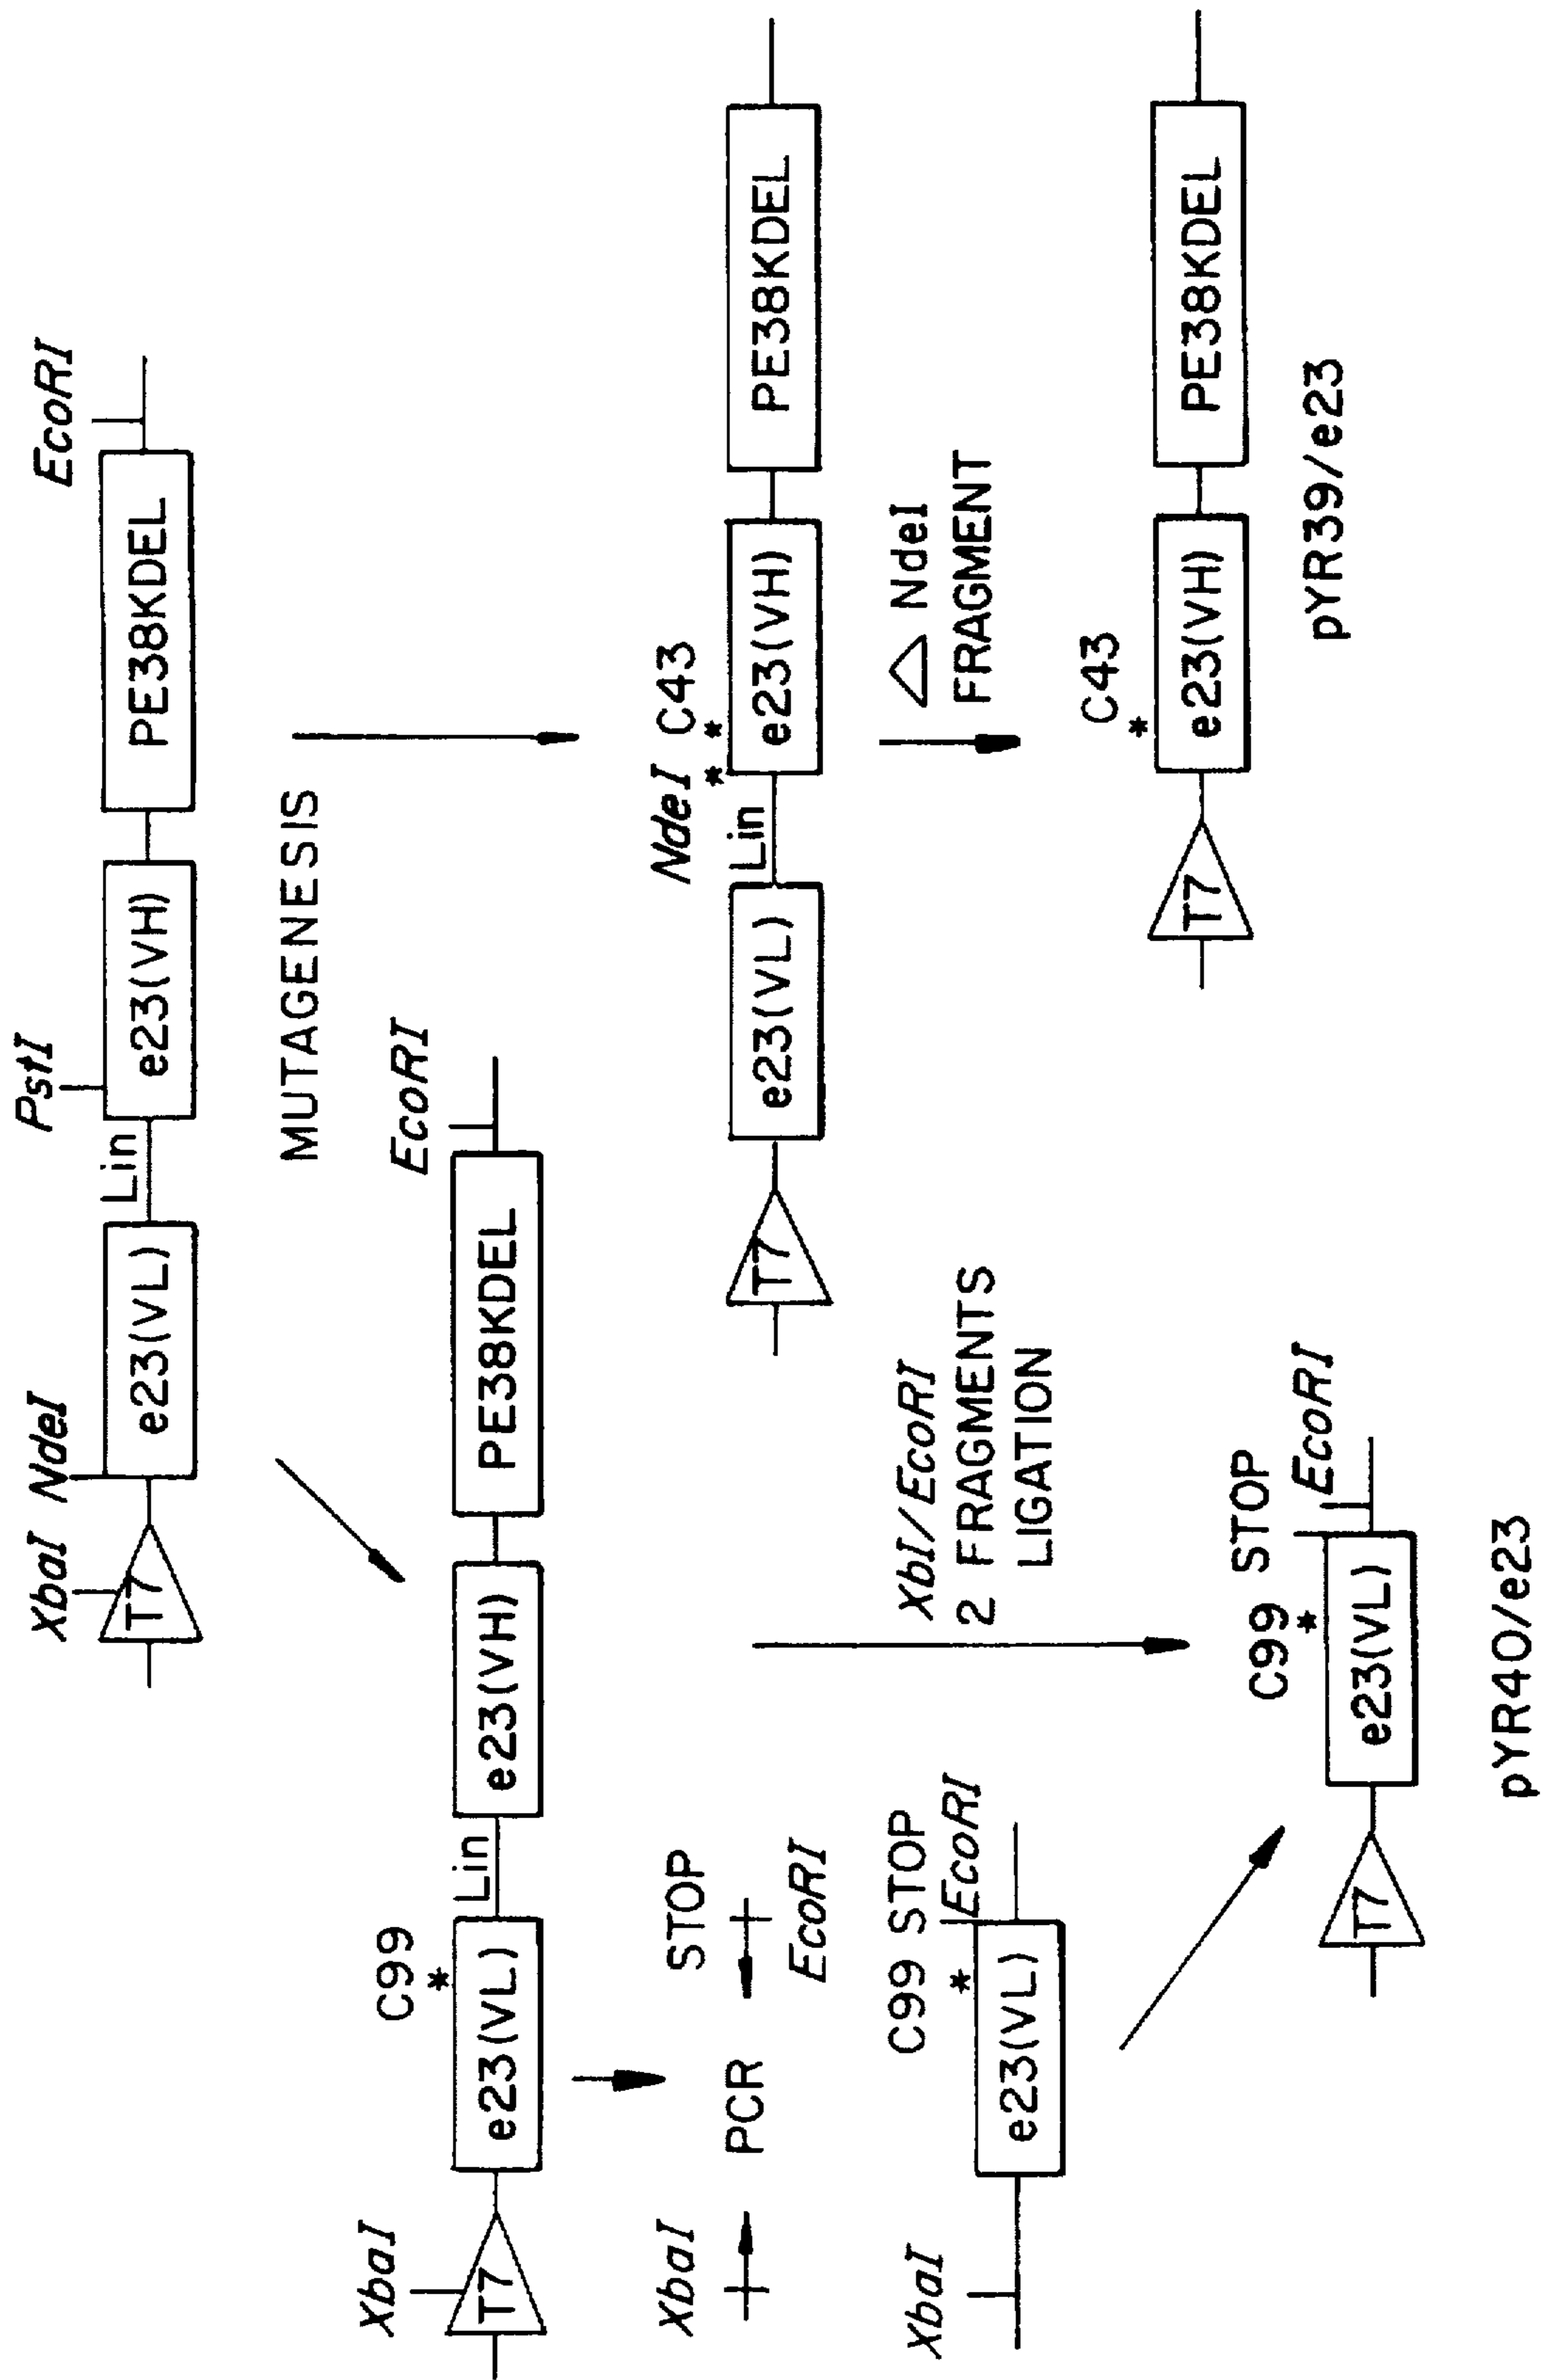 XbaI NdeI PstI EcoRI
T7 e23(VL) Lin e23(VH) PE38KDEL
MUTAGENESIS
XbaI C99 EcoRI
T7 e23(VL) Lin e23(VH) PE38KDEL
XbaI PCR STOP
EcoRI
NdeI C43
* *
T7 e23(VL) Lin e23(VH) PE38KDEL
C99 STOP
XbaI * EcoRI
e23(VL)
XbI/EcoRI
2 FRAGMENTS
LIGATION
△ NdeI
FRAGMENT
C43
*
T7 e23(VH) PE38KDEL
pYR39/e23
C99 STOP
* EcoRI
T7 e23(VL)
pYR40/e23